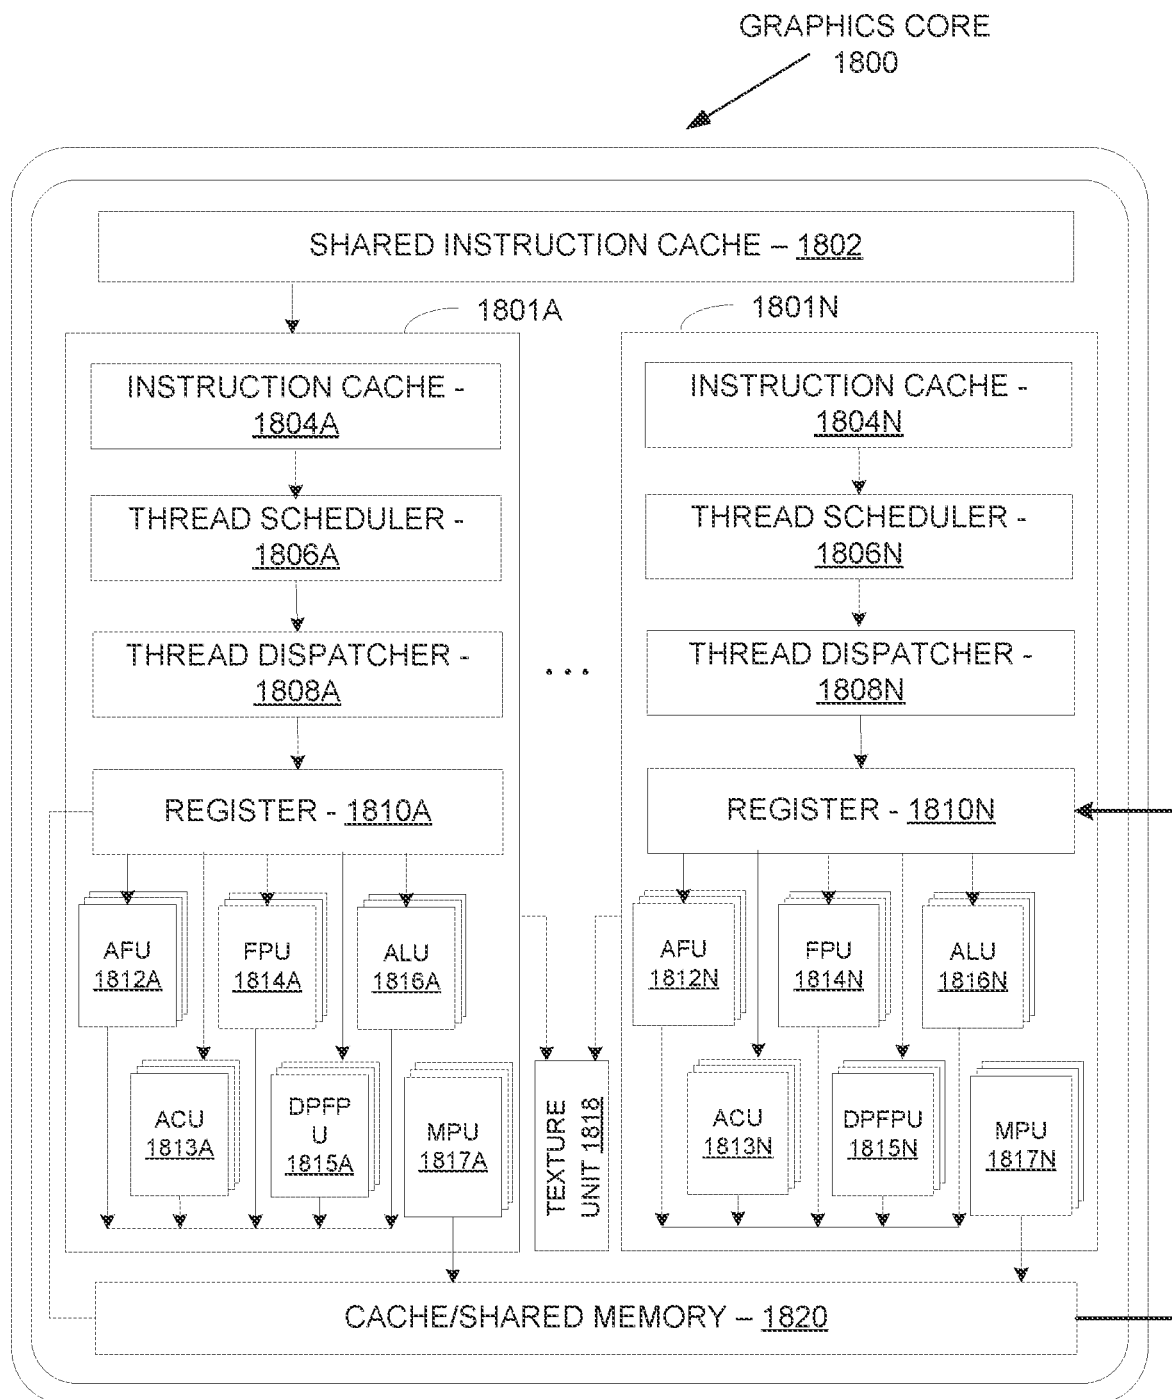 GRAPHICS CORE
1800
SHARED INSTRUCTION CACHE – 1802
1801A
INSTRUCTION CACHE -
1804A
THREAD SCHEDULER -
1806A
THREAD DISPATCHER -
1808A
REGISTER - 1810A
AFU
1812A
FPU
1814A
ALU
1816A
ACU
1813A
DPFP
U
1815A
MPU
1817A
...
TEXTURE
UNIT 1818
1801N
INSTRUCTION CACHE -
1804N
THREAD SCHEDULER -
1806N
THREAD DISPATCHER -
1808N
REGISTER - 1810N
AFU
1812N
FPU
1814N
ALU
1816N
ACU
1813N
DPFPU
1815N
MPU
1817N
CACHE/SHARED MEMORY – 1820